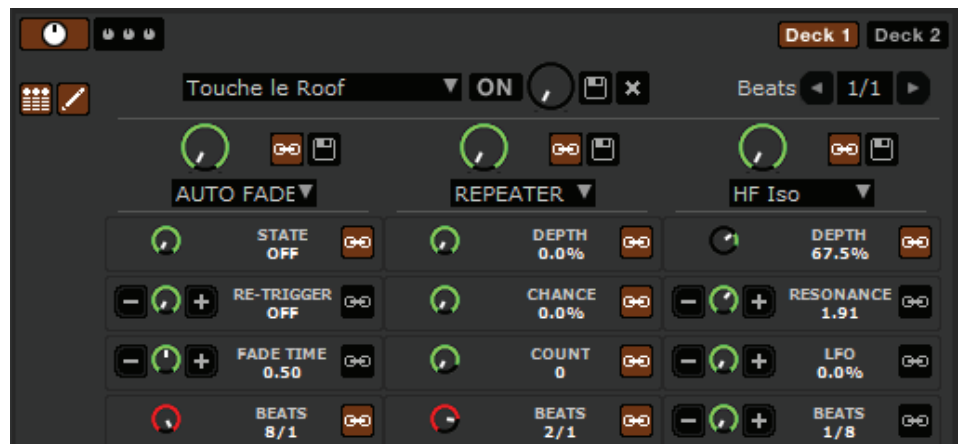 Deck 1 Deck 2
Touche le Roof ON Beats 1/1
AUTO FADE REPEATER HF Iso
STATE DEPTH DEPTH
OFF 0.0% 67.5%
RE-TRIGGER CHANCE RESONANCE
OFF 0.0% 1.91
FADE TIME COUNT LFO
0.50 0 0.0%
BEATS BEATS BEATS
8/1 2/1 1/8